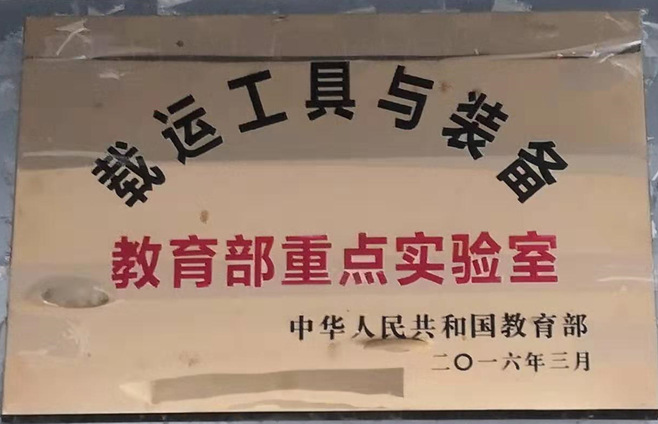 载运工具与装备
教育部重点实验室
中华人民共和国教育部
二〇一六年三月